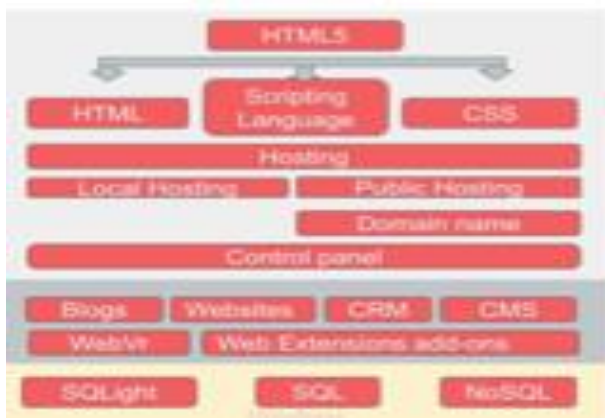 HTML5
HTML
Scripting
Language
CSS
Hosting
Local Hosting
Public Hosting
Domain name
Control panel
Blogs
Websites
CRM
CMS
WebVr
Web Extensions add-ons
SQLight
SQL
NoSQL